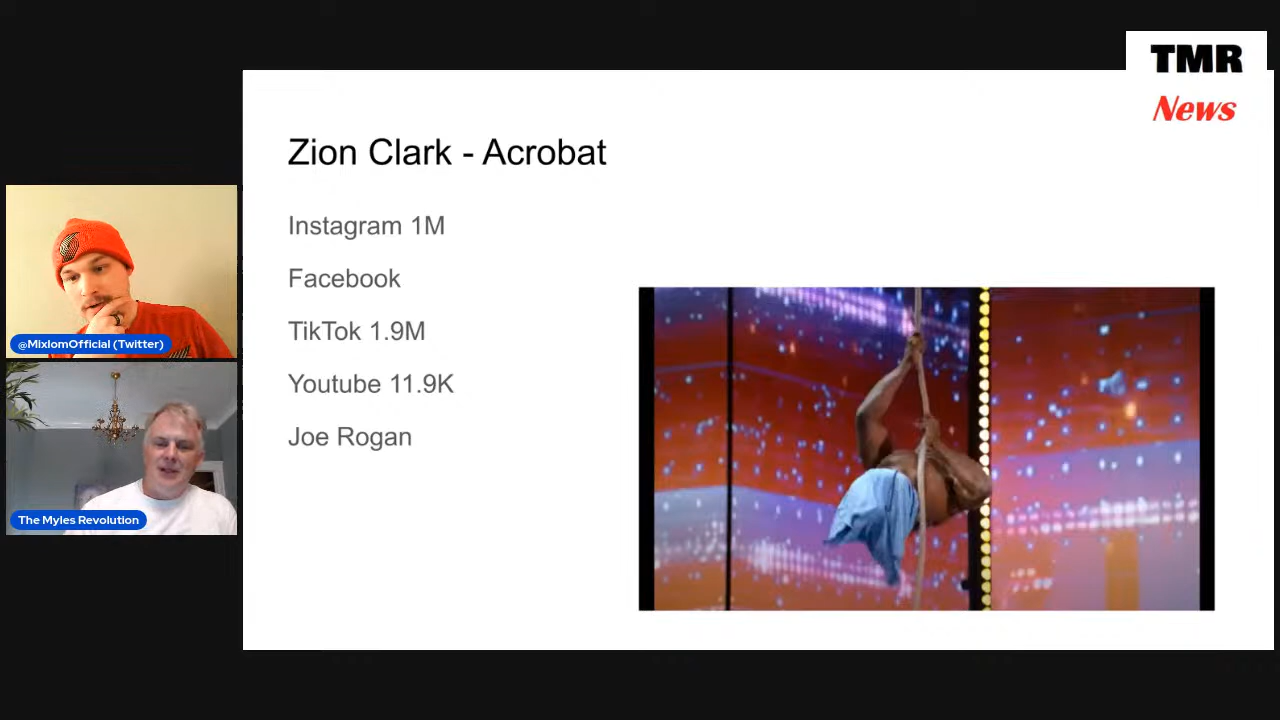 TMR
News
Zion Clark - Acrobat
Instagram 1M
Facebook
TikTok 1.9M
Youtube 11.9K
Joe Rogan
@MixlomOfficial (Twitter)
The Myles Revolution